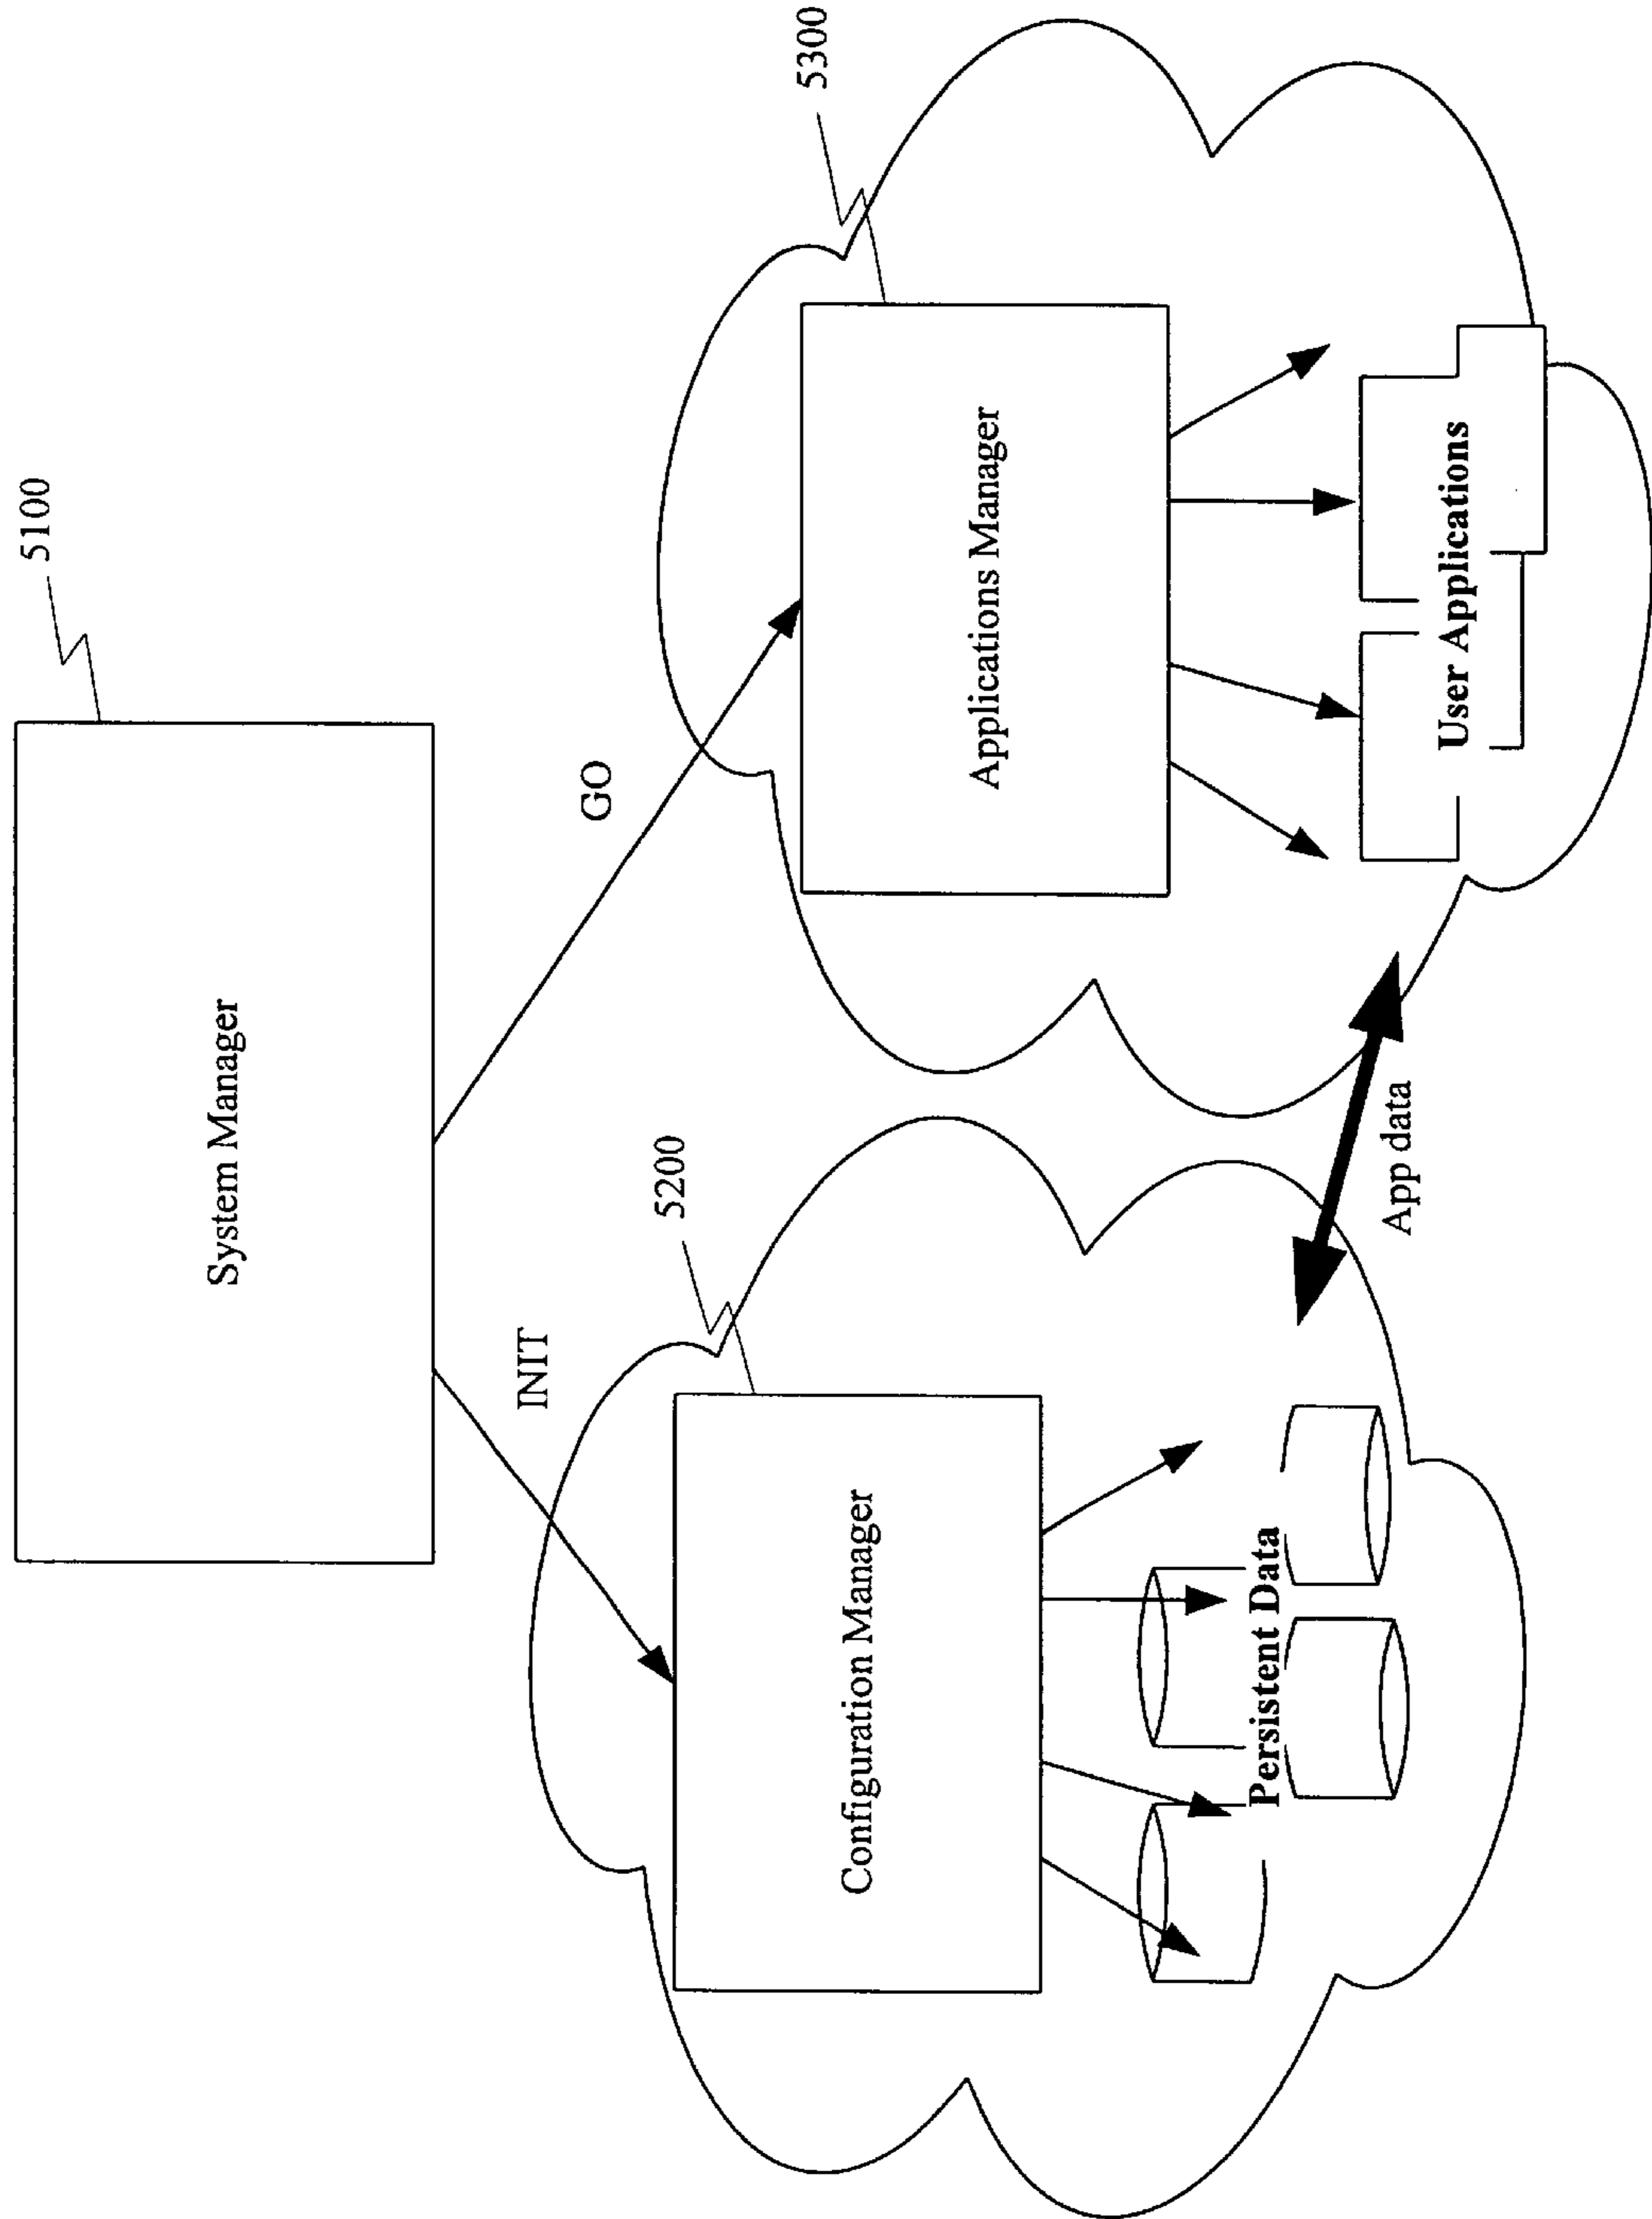 5100
System Manager
INIT
GO
5200
5300
Configuration Manager
Applications Manager
Persistent Data
App data
User Applications